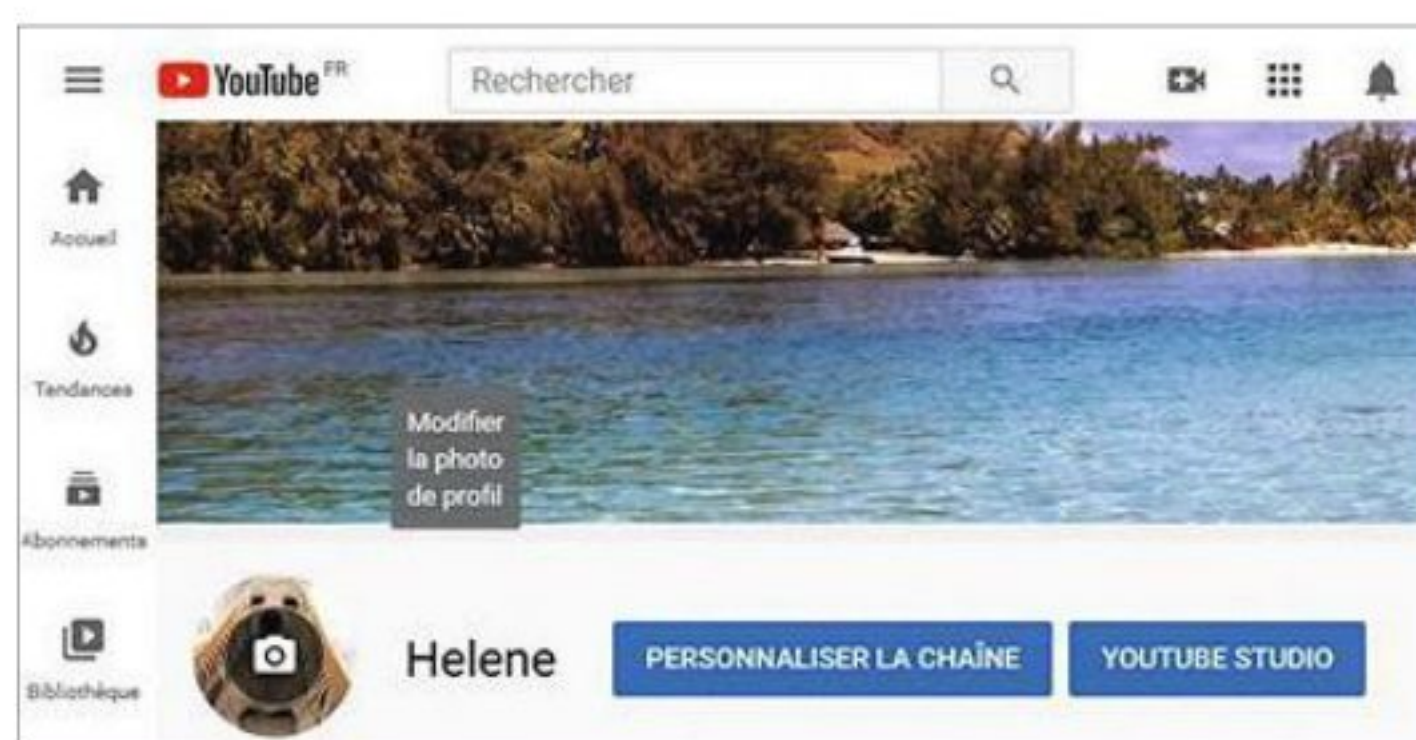 YouTube FR
Rechercher
Accueil
Tendances
Abonnements
Bibliothèque
Modifier
la photo
de profil
Helene
PERSONNALISER LA CHAÎNE
YOUTUBE STUDIO